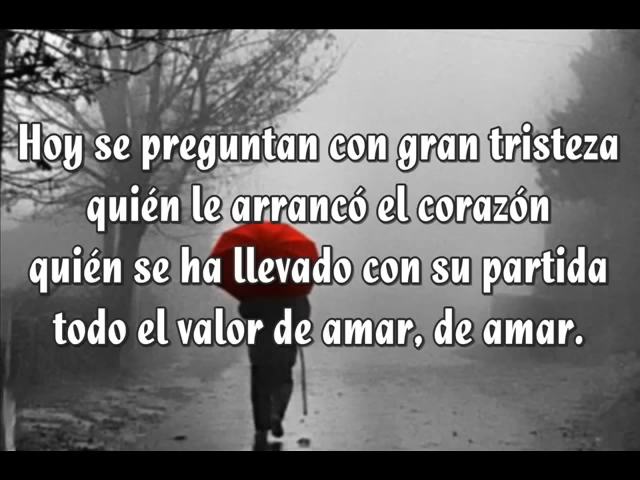 Hoy se preguntan con gran tristeza
quién le arrancó el corazón
quién se ha llevado con su partida
todo el valor de amar, de amar.